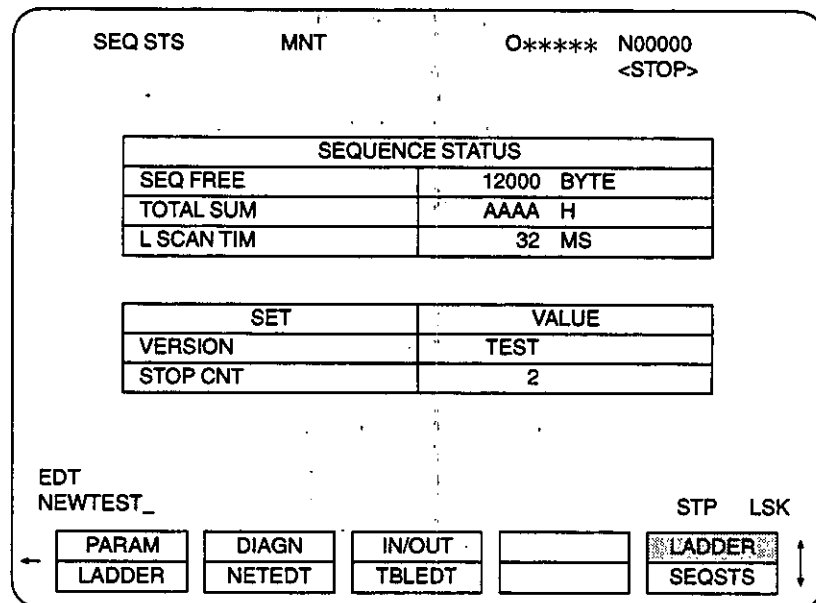 SEQ STS MNT O***** N00000
<STOP>
SEQUENCE STATUS
SEQ FREE 12000 BYTE
TOTAL SUM AAAA H
L SCAN TIM 32 MS
SET VALUE
VERSION TEST
STOP CNT 2
EDT
NEWTEST_ STP LSK
PARAM DIAGN IN/OUT LADDER
LADDER NETEDT TBLEDT SEQSTS